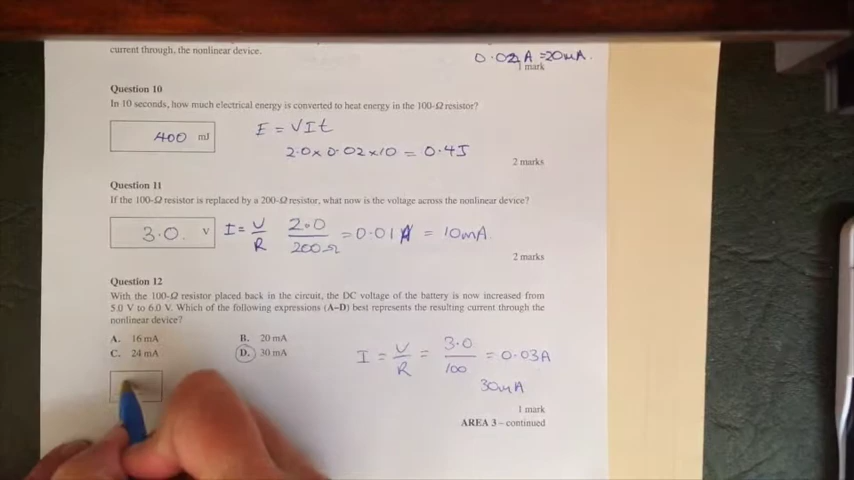 current through, the nonlinear device.
0.02A = 20mA.
1 mark
Question 10
In 10 seconds, how much electrical energy is converted to heat energy in the 100-Ω resistor?
400 mJ
E = VIt
2.0 x 0.02 x 10 = 0.4J
2 marks
Question 11
If the 100-Ω resistor is replaced by a 200-Ω resistor, what now is the voltage across the nonlinear device?
3.0. V
I = V/R 2.0/200Ω = 0.01A = 10mA.
2 marks
Question 12
With the 100-Ω resistor placed back in the circuit, the DC voltage of the battery is now increased from
5.0 V to 6.0 V. Which of the following expressions (A–D) best represents the resulting current through the
nonlinear device?
A. 16 mA B. 20 mA
C. 24 mA D. 30 mA
I = V/R = 3.0/100 = 0.03A
30mA
1 mark
AREA 3 – continued